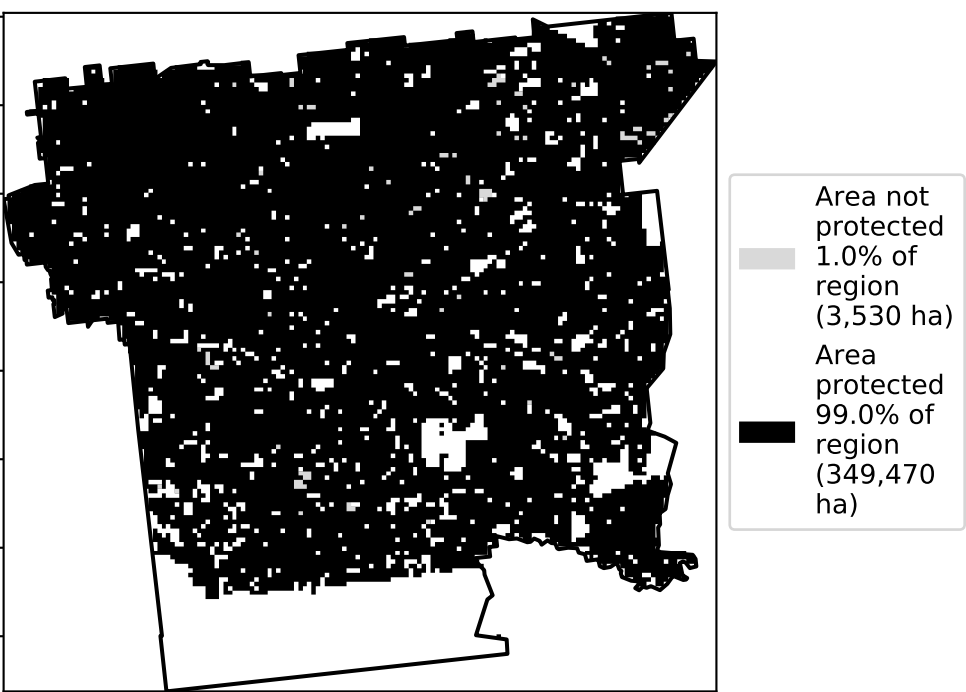 Area not
protected
1.0% of
region
(3,530 ha)
Area
protected
99.0% of
region
(349,470
ha)